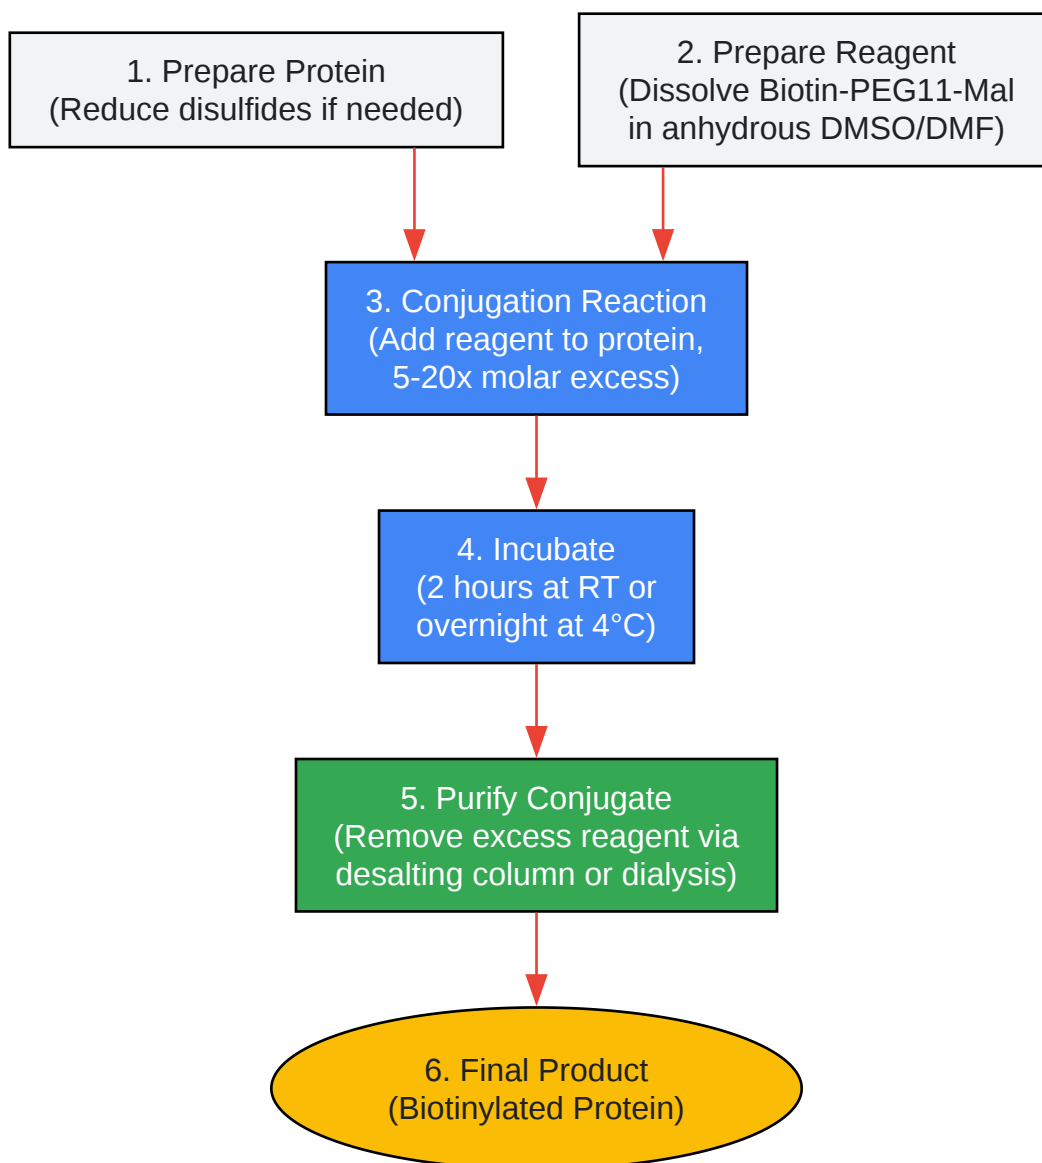 1. Prepare Protein
(Reduce disulfides if needed)
2. Prepare Reagent
(Dissolve Biotin-PEG11-Mal
in anhydrous DMSO/DMF)
3. Conjugation Reaction
(Add reagent to protein,
5-20x molar excess)
4. Incubate
(2 hours at RT or
overnight at 4°C)
5. Purify Conjugate
(Remove excess reagent via
desalting column or dialysis)
6. Final Product
(Biotinylated Protein)